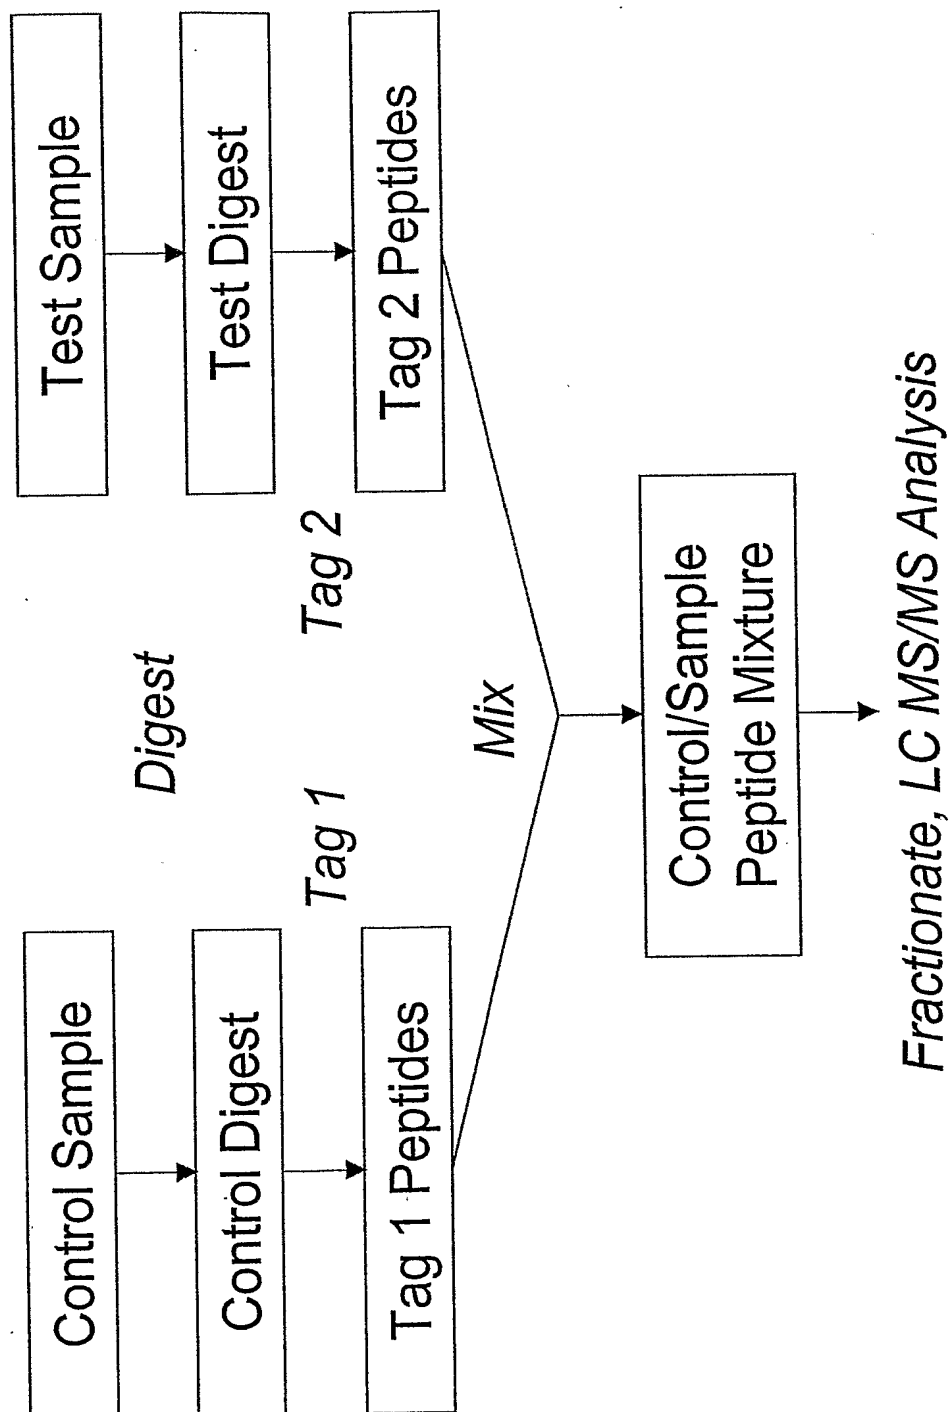 Control Sample
Test Sample
Digest
Control Digest
Test Digest
Tag 1
Tag 2
Tag 1 Peptides
Tag 2 Peptides
Mix
Control/Sample
Peptide Mixture
Fractionate, LC MS/MS Analysis